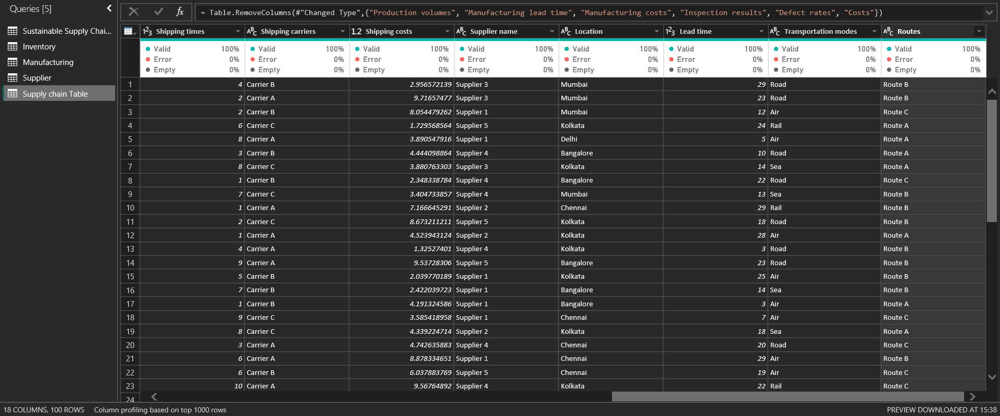 Queries [5]
Sustainable Supply Chai...
Inventory
Manufacturing
Supplier
Supply chain Table
fx = Table.RemoveColumns(#"Changed Type",{"Production volumes", "Manufacturing lead time", "Manufacturing costs", "Inspection results", "Defect rates", "Costs"})
1²3 Shipping times ABC Shipping carriers 1.2 Shipping costs ABC Supplier name ABC Location 1²3 Lead time ABC Transportation modes ABC Routes
Valid 100% Valid 100% Valid 100% Valid 100% Valid 100% Valid 100% Valid 100% Valid 100%
Error 0% Error 0% Error 0% Error 0% Error 0% Error 0% Error 0% Error 0%
Empty 0% Empty 0% Empty 0% Empty 0% Empty 0% Empty 0% Empty 0% Empty 0%
1 4 Carrier B 2.956572139 Supplier 3 Mumbai 29 Road Route B
2 2 Carrier A 9.71657477 Supplier 3 Mumbai 23 Road Route B
3 2 Carrier B 8.054479262 Supplier 1 Mumbai 12 Air Route C
4 6 Carrier C 1.729568564 Supplier 5 Kolkata 24 Rail Route A
5 8 Carrier A 3.890547916 Supplier 1 Delhi 5 Air Route A
6 3 Carrier B 4.444098864 Supplier 4 Bangalore 10 Road Route A
7 8 Carrier C 3.880763303 Supplier 3 Kolkata 14 Sea Route A
8 1 Carrier B 2.348338784 Supplier 4 Bangalore 22 Road Route C
9 7 Carrier C 3.404733857 Supplier 4 Mumbai 13 Sea Route B
10 1 Carrier A 7.166645291 Supplier 2 Chennai 29 Rail Route B
11 2 Carrier C 8.673211211 Supplier 5 Kolkata 18 Road Route B
12 1 Carrier A 4.523943124 Supplier 2 Kolkata 28 Air Route A
13 4 Carrier A 1.32527401 Supplier 4 Kolkata 3 Road Route B
14 9 Carrier A 9.53728306 Supplier 5 Bangalore 23 Road Route B
15 5 Carrier B 2.039770189 Supplier 1 Kolkata 25 Air Route B
16 7 Carrier B 2.422039723 Supplier 1 Bangalore 14 Sea Route B
17 1 Carrier B 4.191324586 Supplier 1 Bangalore 3 Air Route A
18 9 Carrier C 3.585418958 Supplier 1 Chennai 7 Air Route C
19 8 Carrier C 4.339224714 Supplier 2 Kolkata 18 Sea Route A
20 3 Carrier A 4.742635883 Supplier 4 Chennai 20 Road Route C
21 6 Carrier A 8.878334651 Supplier 1 Chennai 29 Air Route B
22 6 Carrier B 6.037883769 Supplier 5 Chennai 19 Air Route C
23 10 Carrier A 9.56764892 Supplier 4 Kolkata 22 Rail Route C
24
18 COLUMNS, 100 ROWS Column profiling based on top 1000 rows PREVIEW DOWNLOADED AT 15:38